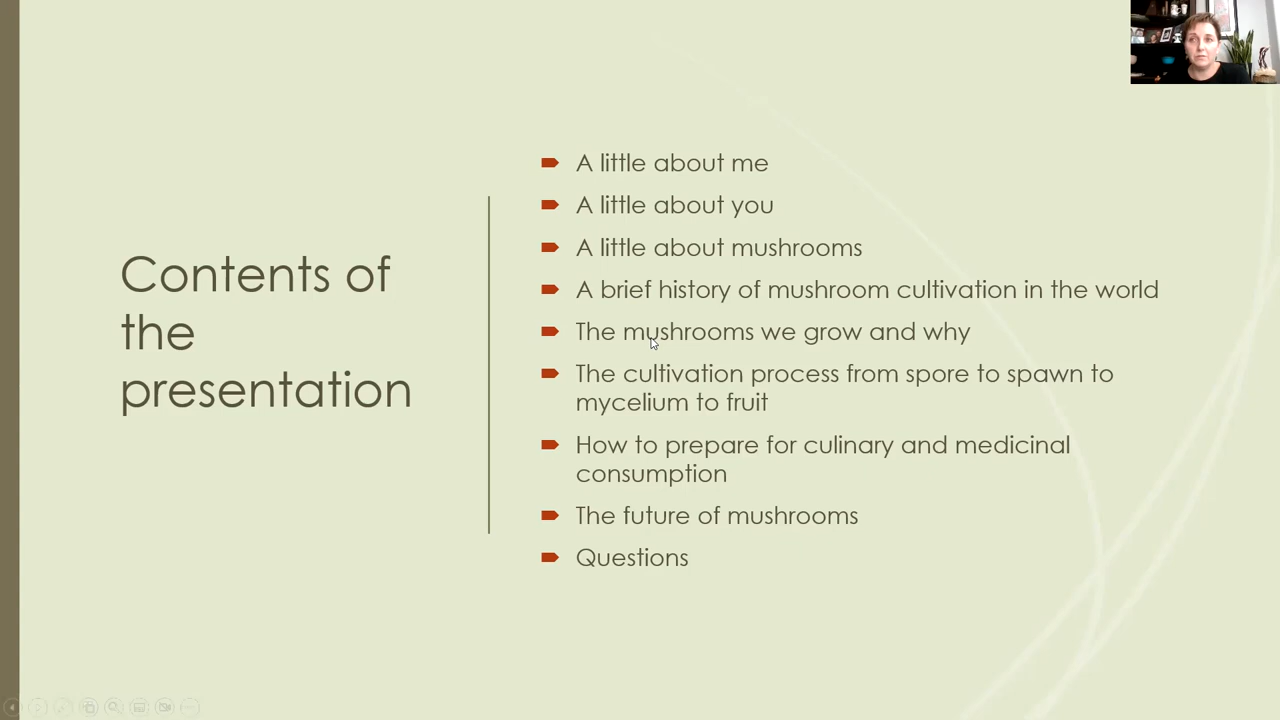 Contents of
the
presentation
A little about me
A little about you
A little about mushrooms
A brief history of mushroom cultivation in the world
The mushrooms we grow and why
The cultivation process from spore to spawn to
mycelium to fruit
How to prepare for culinary and medicinal
consumption
The future of mushrooms
Questions